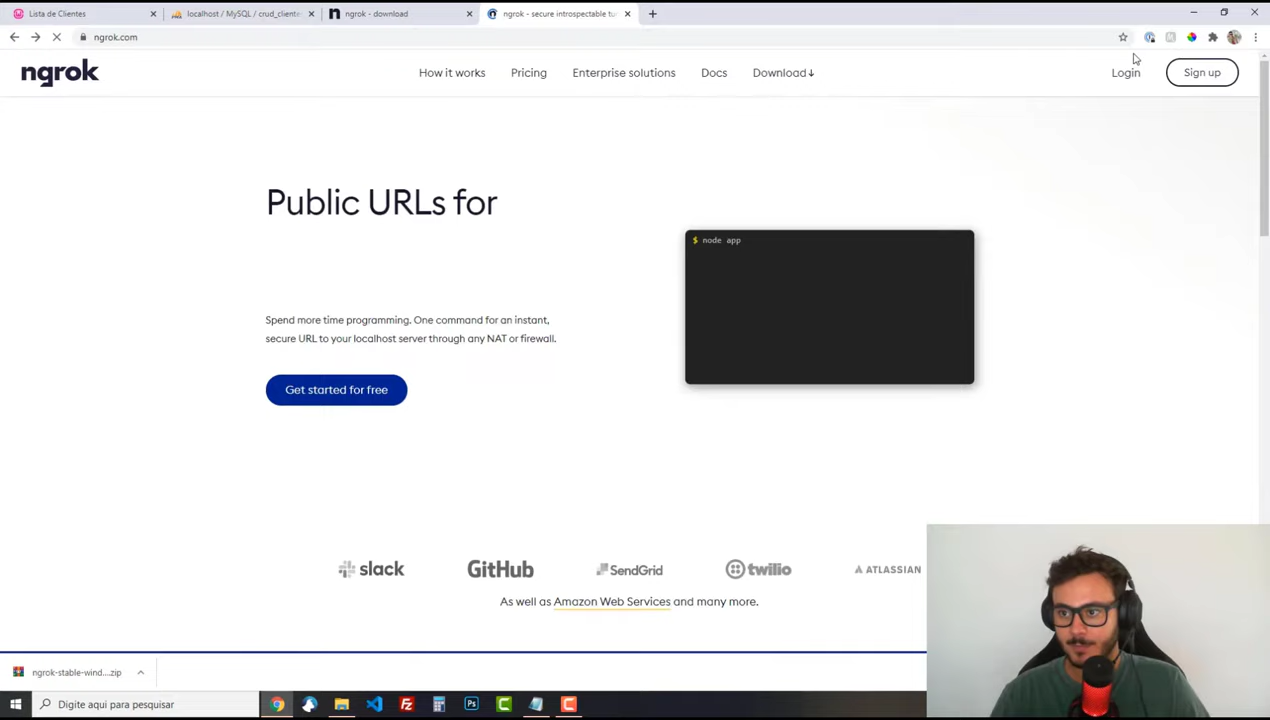 Lista de Clientes
localhost / MySQL / crud_cliente
ngrok - download
ngrok - secure introspectable tu
ngrok.com
ngrok
How it works
Pricing
Enterprise solutions
Docs
Download
Login
Sign up
Public URLs for
$ node app
Spend more time programming. One command for an instant,
secure URL to your localhost server through any NAT or firewall.
Get started for free
slack
GitHub
SendGrid
twilio
ATLASSIAN
As well as Amazon Web Services and many more.
ngrok-stable-wind....zip
Digite aqui para pesquisar
Ps